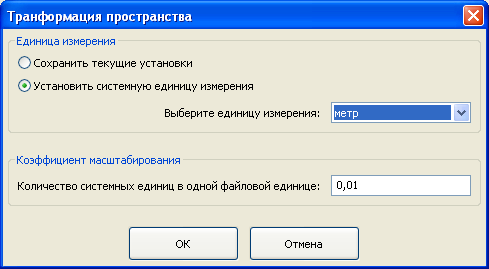 Транформация пространства
Единица измерения
Сохранить текущие установки
Установить системную единицу измерения
Выберите единицу измерения: метр
Коэффициент масштабирования
Количество системных единиц в одной файловой единице: 0,01
ОК Отмена